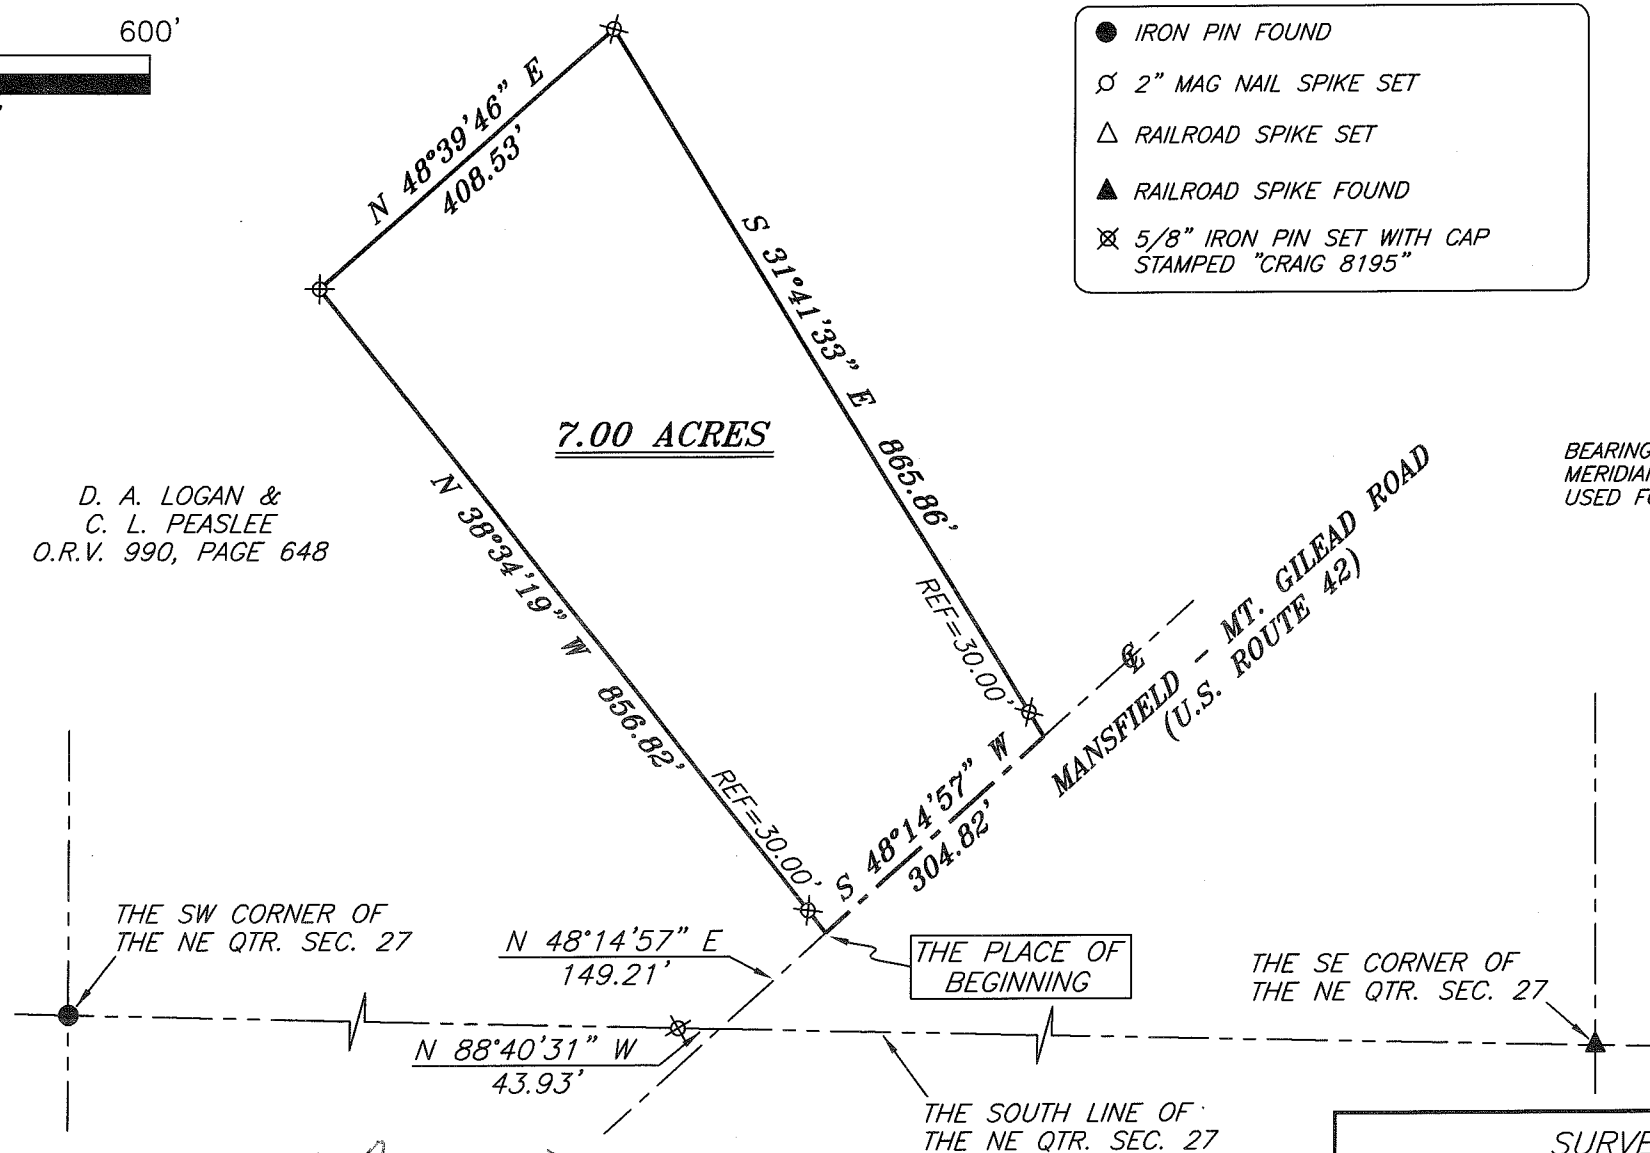 600'
IRON PIN FOUND
2" MAG NAIL SPIKE SET
RAILROAD SPIKE SET
RAILROAD SPIKE FOUND
5/8" IRON PIN SET WITH CAP
STAMPED "CRAIG 8195"
N 48°39'46" E
408.53'
S 31°41'33" E 865.86'
7.00 ACRES
N 38°34'19" W 856.82'
D. A. LOGAN &
C. L. PEASLEE
O.R.V. 990, PAGE 648
BEARING
MERIDIAN
USED
REF=30.00'
MANSFIELD - MT. GILEAD ROAD
(U.S. ROUTE 42)
REF=30.00'
S 48°14'57" W
304.82'
THE SW CORNER OF
THE NE QTR. SEC. 27
N 48°14'57" E
149.21'
THE PLACE OF
BEGINNING
THE SE CORNER OF
THE NE QTR. SEC. 27
N 88°40'31" W
43.93'
THE SOUTH LINE OF
THE NE QTR. SEC. 27
SURVE